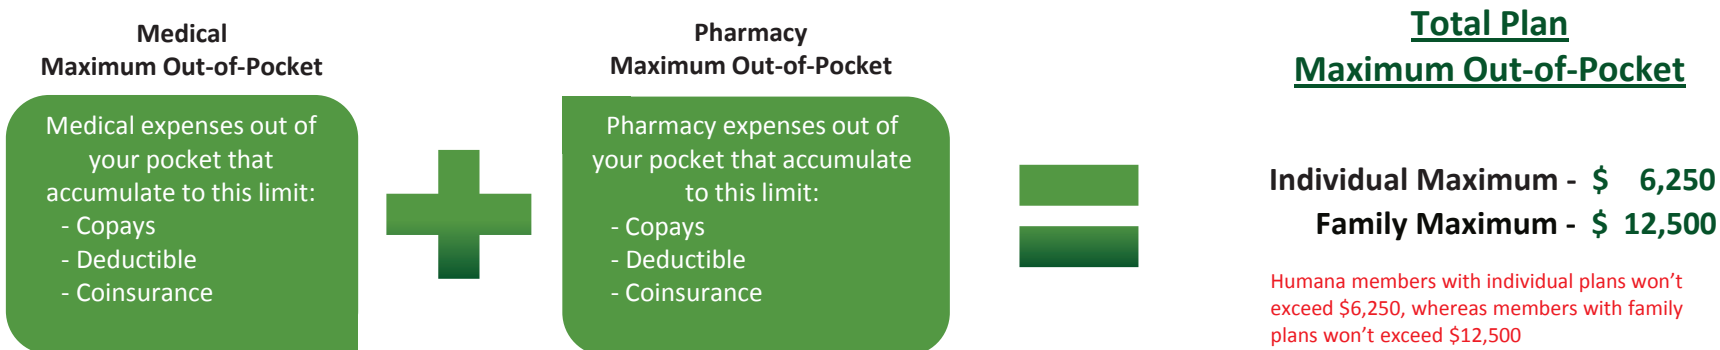 Medical
Maximum Out-of-Pocket
Medical expenses out of
your pocket that
accumulate to this limit:
- Copays
- Deductible
- Coinsurance
Pharmacy
Maximum Out-of-Pocket
Pharmacy expenses out of
your pocket that accumulate
to this limit:
- Copays
- Deductible
- Coinsurance
Total Plan
Maximum Out-of-Pocket
Individual Maximum - $ 6,250
Family Maximum - $ 12,500
Humana members with individual plans won't
exceed $6,250, whereas members with family
plans won't exceed $12,500